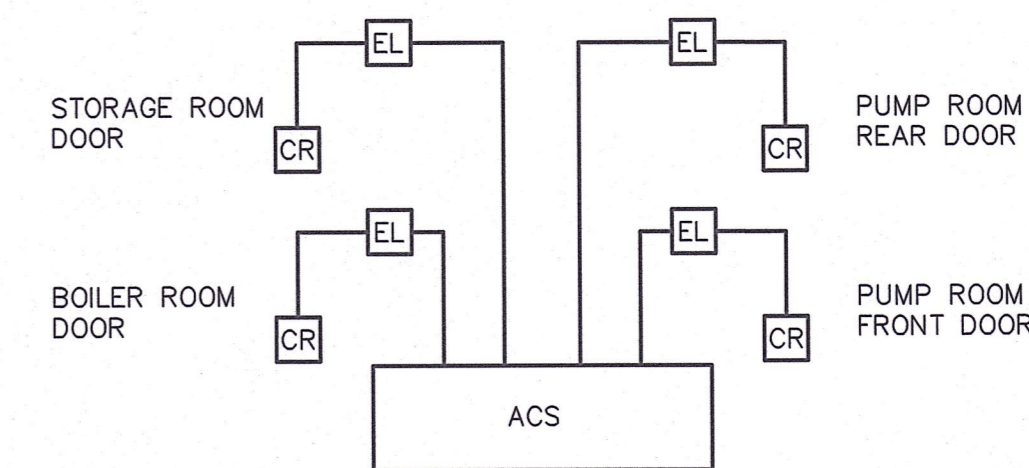 EL
EL
STORAGE ROOM
DOOR
CR
CR
PUMP ROOM
REAR DOOR
EL
EL
BOILER ROOM
DOOR
CR
CR
PUMP ROOM
FRONT DOOR
ACS